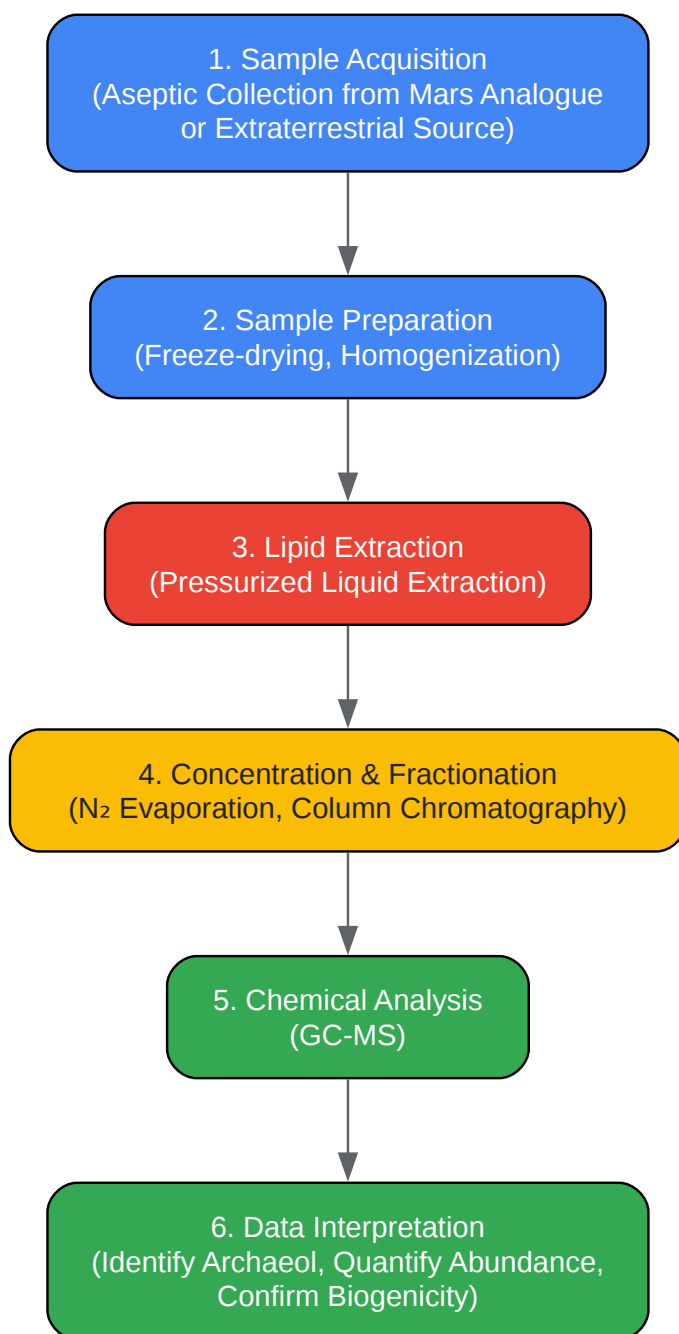 1. Sample Acquisition
(Aseptic Collection from Mars Analogue
or Extraterrestrial Source)
2. Sample Preparation
(Freeze-drying, Homogenization)
3. Lipid Extraction
(Pressurized Liquid Extraction)
4. Concentration & Fractionation
(N₂ Evaporation, Column Chromatography)
5. Chemical Analysis
(GC-MS)
6. Data Interpretation
(Identify Archaeol, Quantify Abundance,
Confirm Biogenicity)